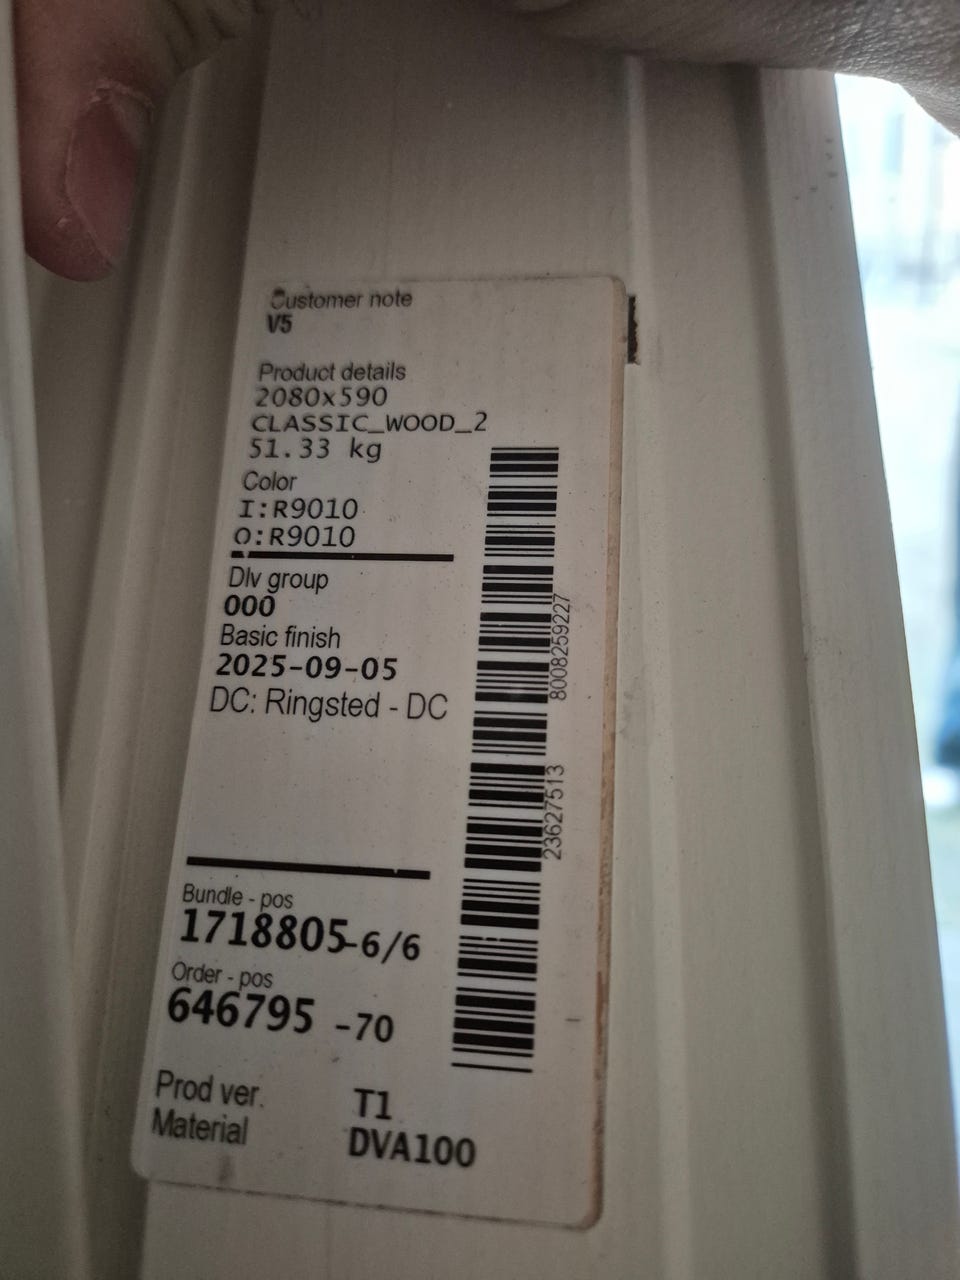 Customer note
V5
Product details
2080x590
CLASSIC_WOOD_2
51.33 kg
Color
I:R9010
O:R9010
Dlv group
000
Basic finish
2025-09-05
DC: Ringsted - DC
8008259227
23627513
Bundle - pos
1718805-6/6
Order - pos
646795 -70
Prod ver. T1
Material DVA100